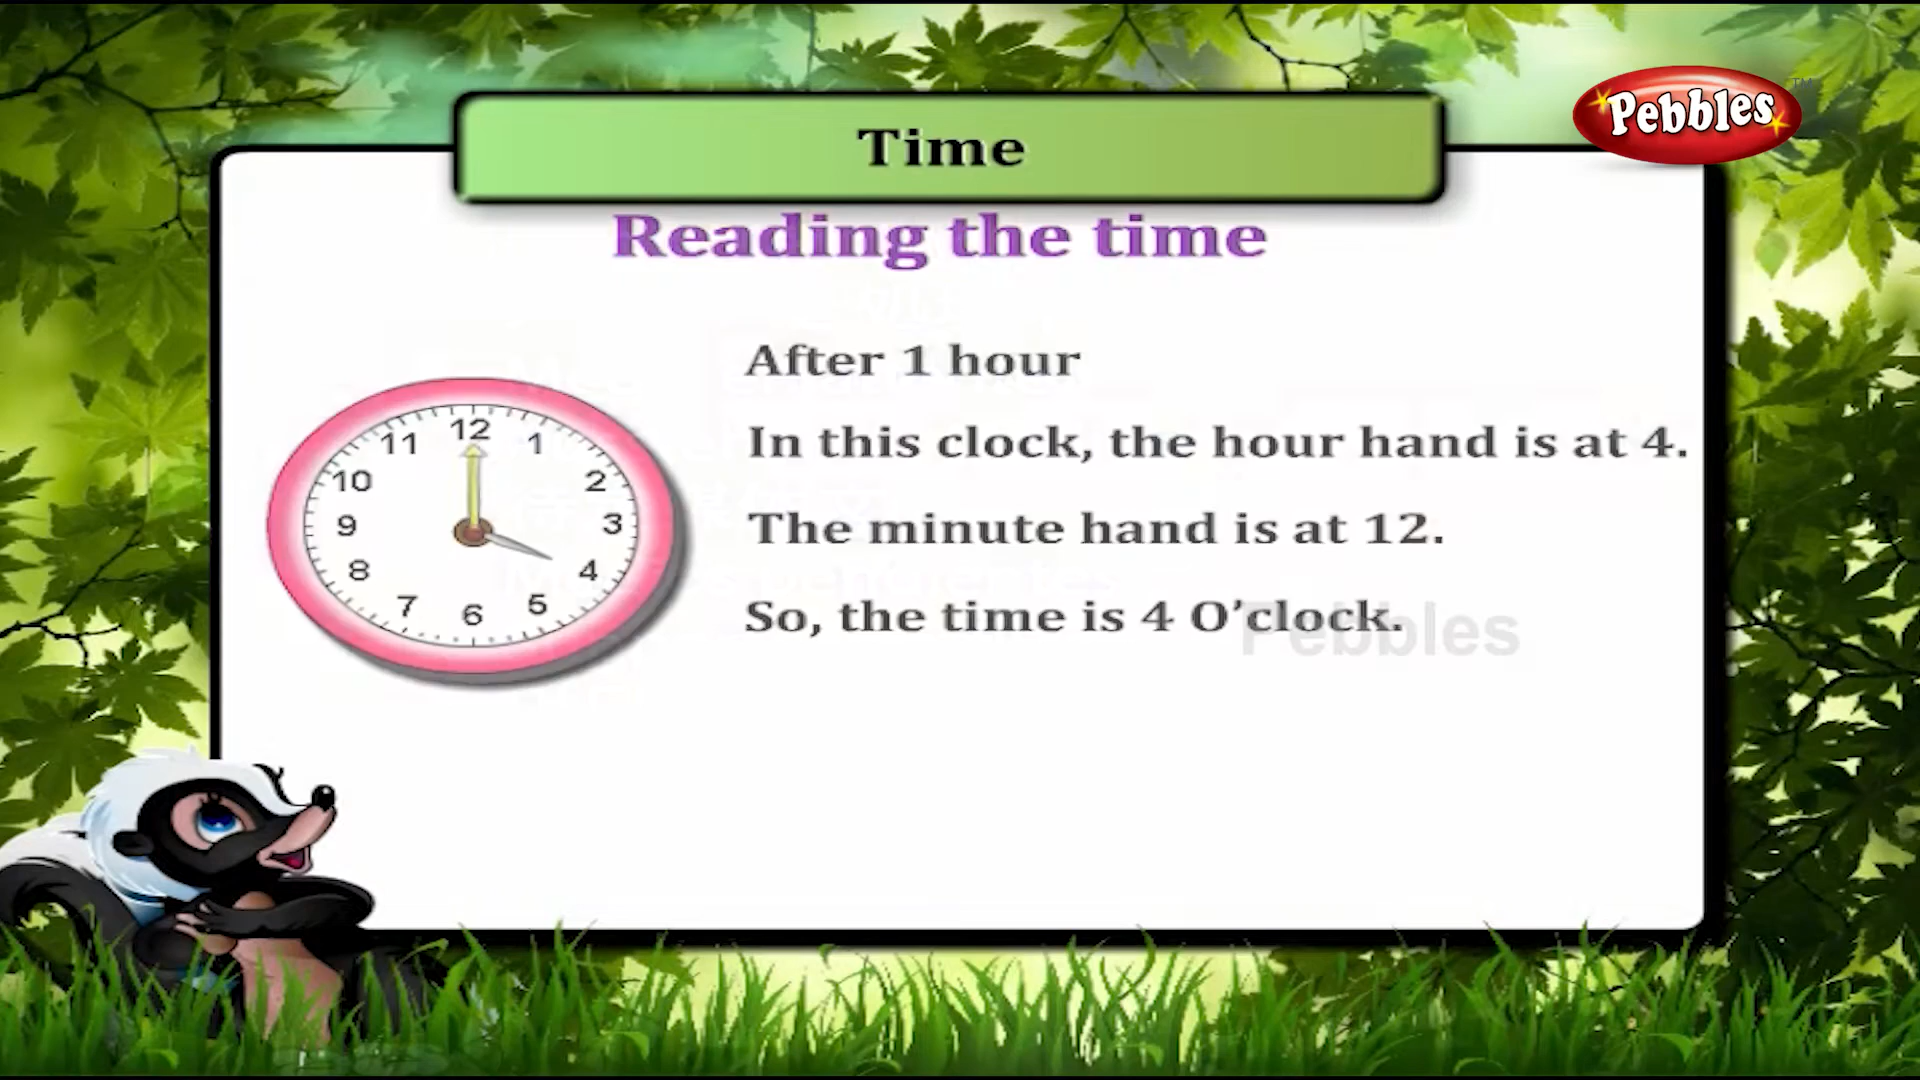 Pebbles™
Time
Reading the time
After 1 hour
In this clock, the hour hand is at 4.
The minute hand is at 12.
So, the time is 4 O’clock.
Pebbles
12
11
1
10
2
9
3
8
4
7
5
6